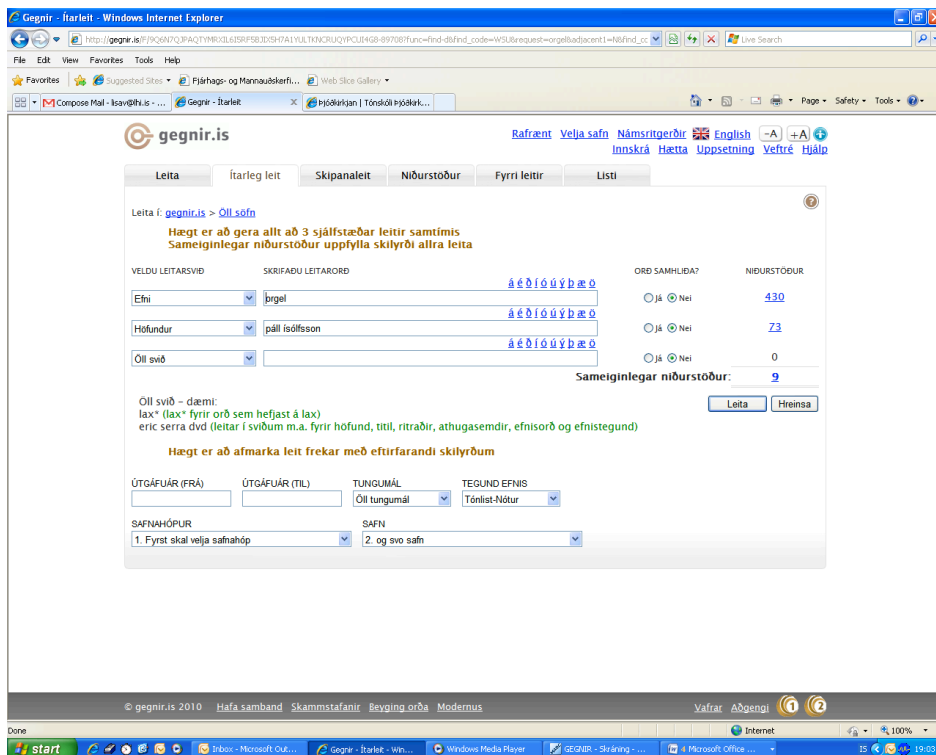 Gegnir - Ítarleit - Windows Internet Explorer
File Edit View Favorites Tools Help
Live Search
Favorites Suggested Sites Fjárhags- og Mannauðskerfi... Web Slice Gallery
Compose Mail - lisav@lhi.is - ... Gegnir - Ítarleit X Þjóðkirkjan | Tónskóli Þjóðkirk... Page Safety Tools
gegnir.is
Rafrænt Velja safn Námsritgerðir English -A +A
Innskrá Hætta Uppsetning Veftré Hjálp
Leita Ítarleg leit Skipanaleit Niðurstöður Fyrri leitir Listi
Leita í: gegnir.is > Öll söfn
Hægt er að gera allt að 3 sjálfstæðar leitir samtímis
Sameiginlegar niðurstöður uppfylla skilyrði allra leita
VELDU LEITARSVIÐ SKRIFAÐU LEITARORÐ ORÐ SAMHLIÐA? NIÐURSTÖÐUR
á é ð í ó ú ý þ æ ö
Efni orgel Já Nei 430
á é ð í ó ú ý þ æ ö
Höfundur páll ísólfsson Já Nei 73
á é ð í ó ú ý þ æ ö
Öll svið Já Nei 0
Sameiginlegar niðurstöður: 9
Leita Hreinsa
Öll svið - dæmi:
lax* (lax* fyrir orð sem hefjast á lax)
eric serra dvd (leitar í sviðum m.a. fyrir höfund, titil, ritraðir, athugasemdir, efnisorð og efnistegund)
Hægt er að afmarka leit frekar með eftirfarandi skilyrðum
ÚTGÁFUÁR (FRÁ) ÚTGÁFUÁR (TIL) TUNGUMÁL TEGUND EFNIS
Öll tungumál Tónlist-Nótur
SAFNAHÓPUR SAFN
1. Fyrst skal velja safnahóp 2. og svo safn
© gegnir.is 2010 Hafa samband Skammstafanir Beyging orða Modernus Vafrar Aðgengi 1 2
Done Internet 100%
start Inbox - Microsoft Out... Gegnir - Ítarleit - Win... Windows Media Player GEGNIR - Skráning - ... 4 Microsoft Office ... IS 19:03